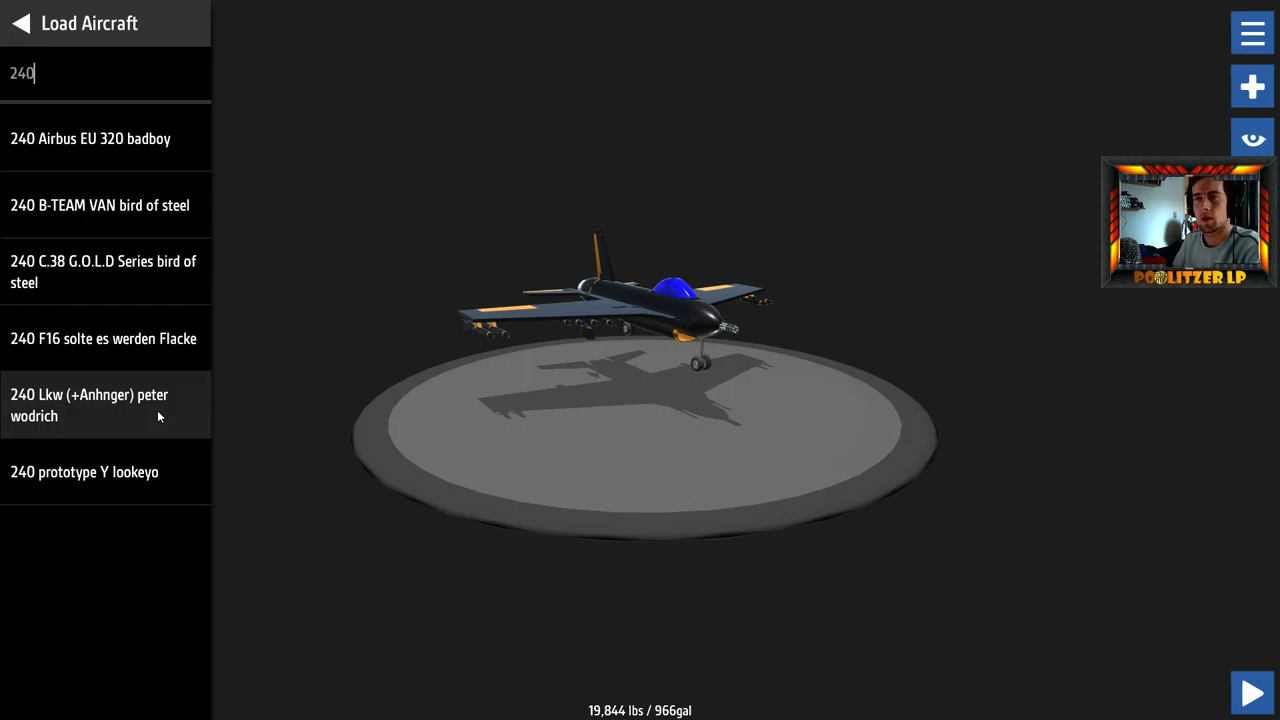 Load Aircraft
240
240 Airbus EU 320 badboy
240 B-TEAM VAN bird of steel
240 C.38 G.O.L.D Series bird of
steel
240 F16 solte es werden Flacke
240 Lkw (+Anhnger) peter
wodrich
240 prototype Y lookeyo
POOLITZER LP
19,844 lbs / 966gal